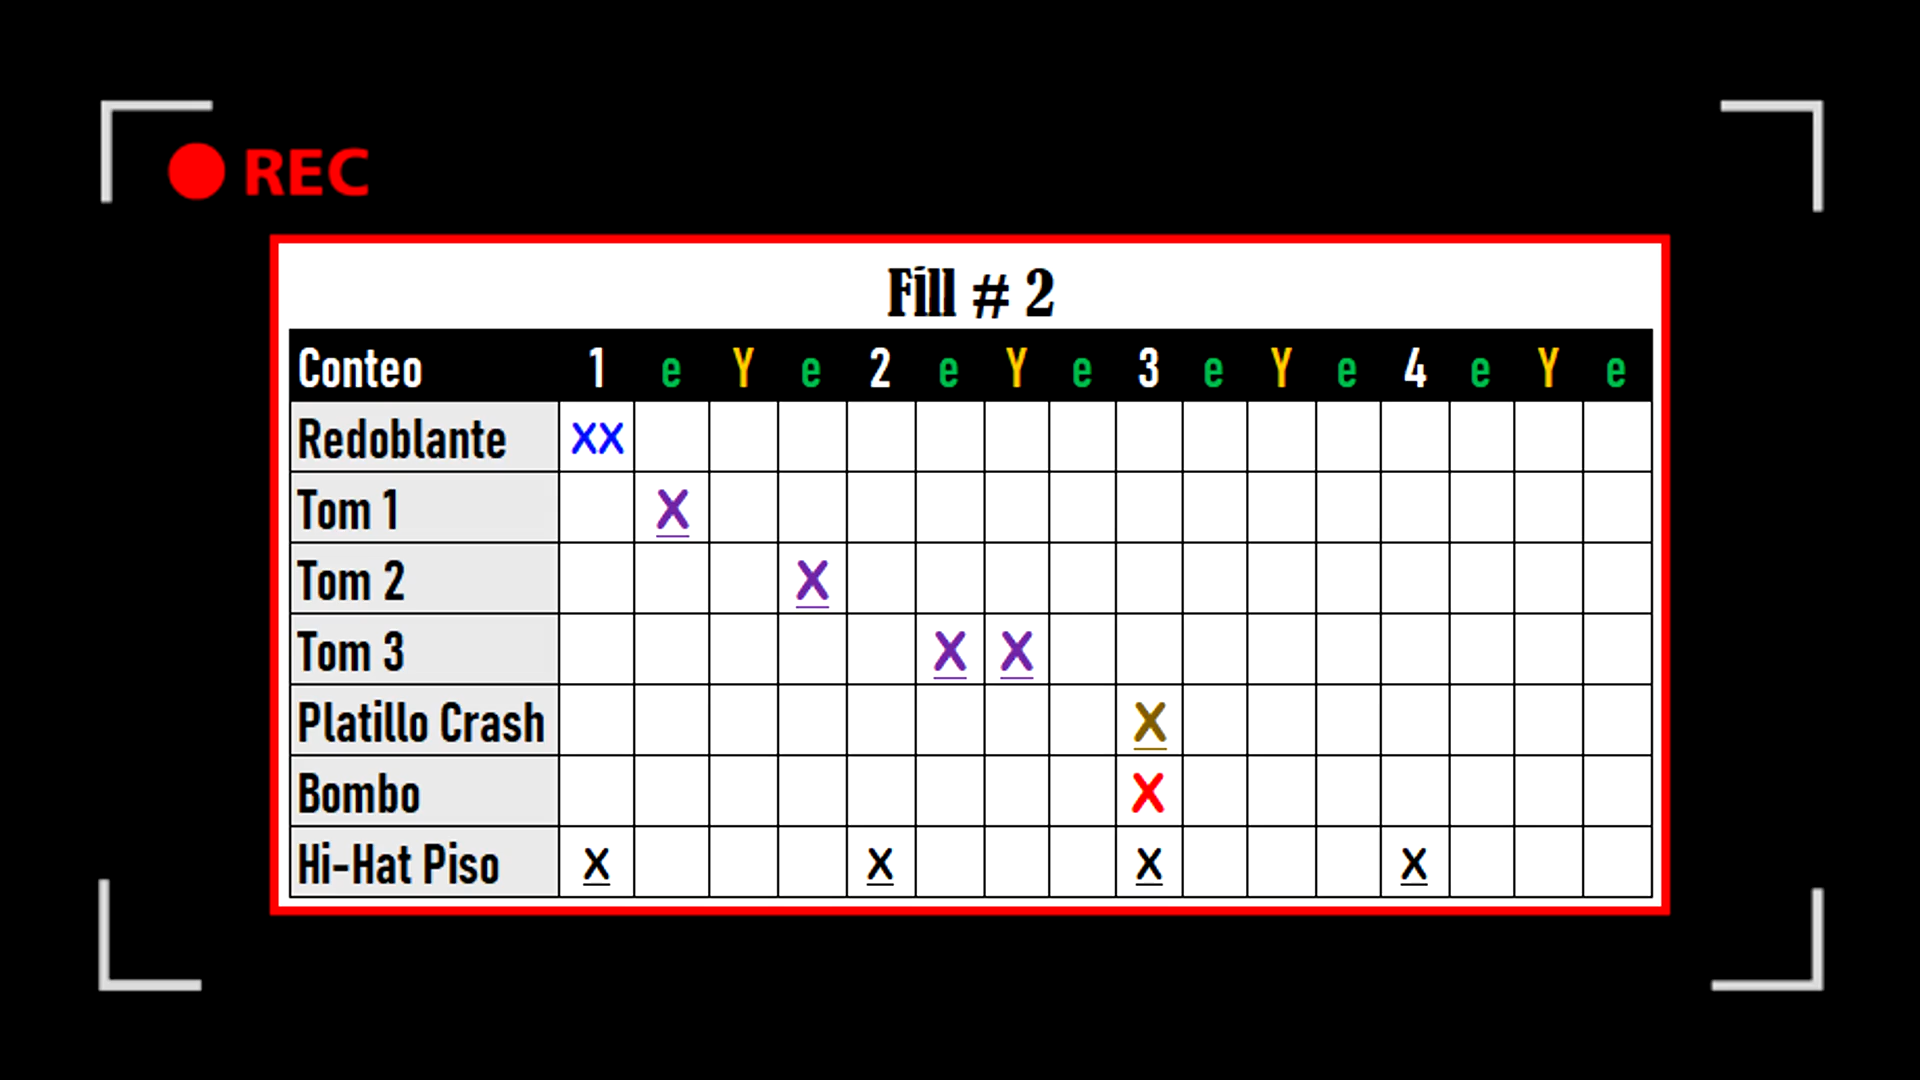 REC
Fill # 2
Conteo 1 e Y e 2 e Y e 3 e Y e 4 e Y e
Redoblante XX
Tom 1 X
Tom 2 X
Tom 3 X X
Platillo Crash X
Bombo X
Hi-Hat Piso X X X X